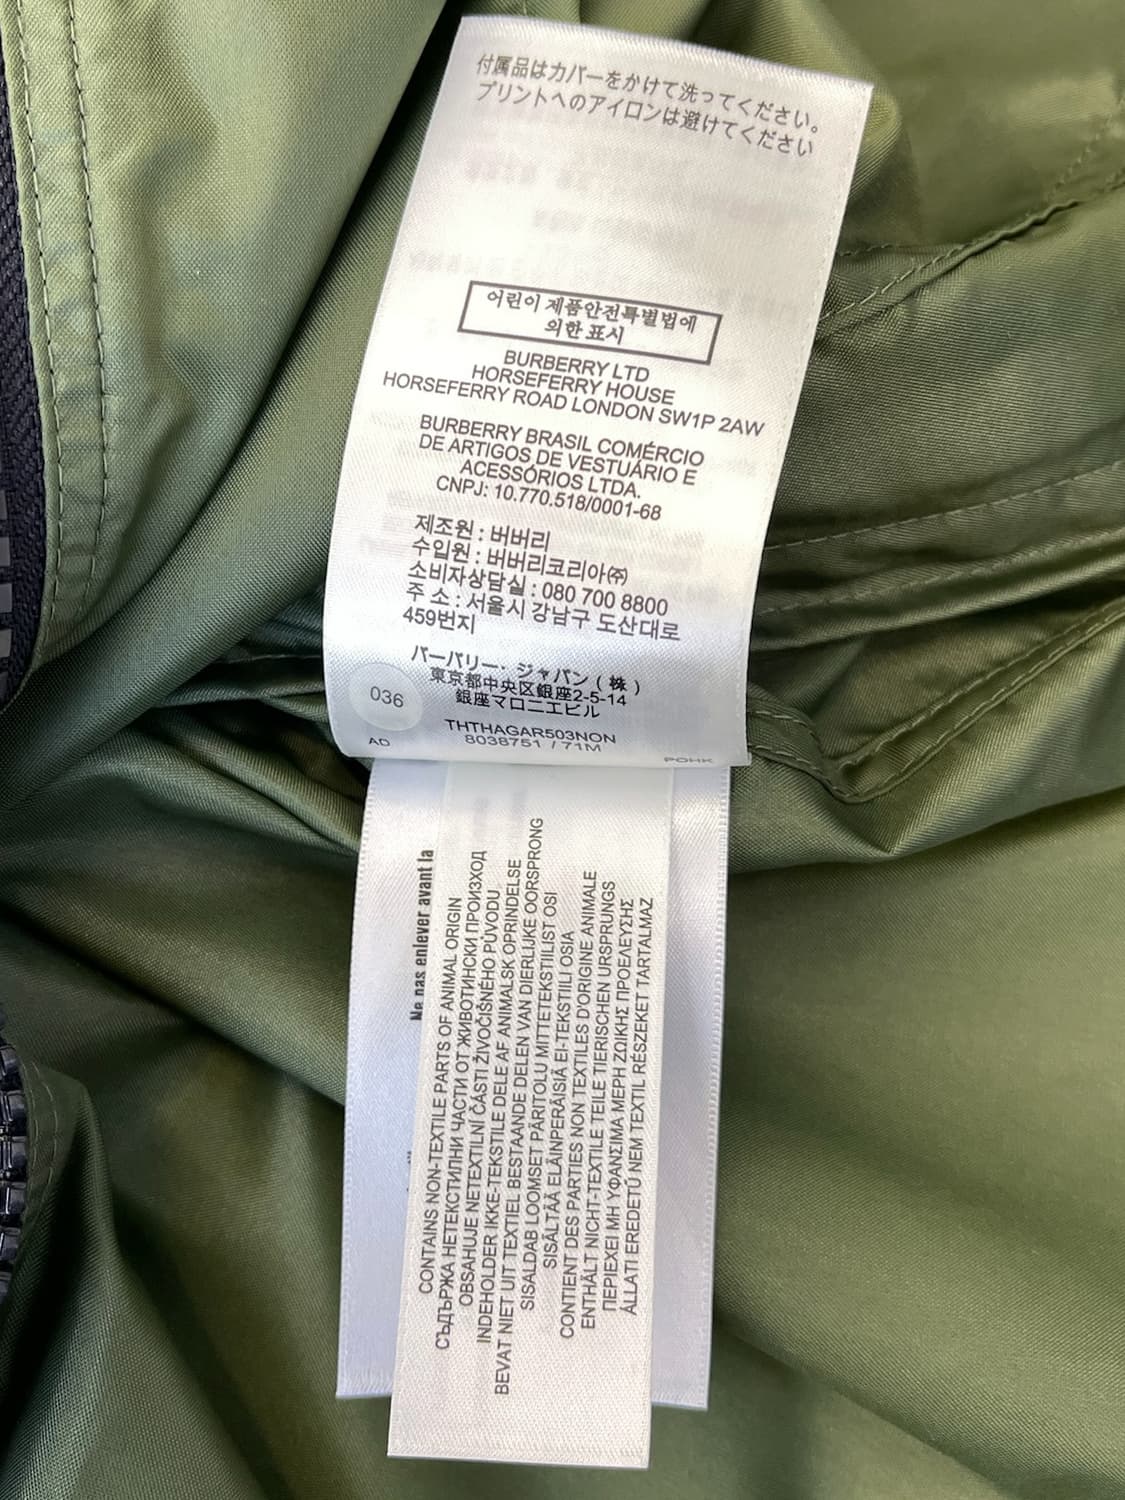 付属品はカバーをかけて洗ってください。
プリントへのアイロンは避けてください
어린이 제품안전특별법에
의한 표시
BURBERRY LTD
HORSEFERRY HOUSE
HORSEFERRY ROAD LONDON SW1P 2AW
BURBERRY BRASIL COMÉRCIO
DE ARTIGOS DE VESTUÁRIO E
ACESSÓRIOS LTDA.
CNPJ: 10.770.518/0001-68
제조원 : 버버리
수입원 : 버버리코리아㈜
소비자상담실 : 080 700 8800
주 소 : 서울시 강남구 도산대로
459번지
バーバリー・ジャパン ( 株 )
東京都中央区銀座2-5-14
銀座マロニエビル
036
THTHAGAR503NON
8038751 / 71M
AD
POHK
Ne pas enlever avant la
CONTAINS NON-TEXTILE PARTS OF ANIMAL ORIGIN
СЪДЪРЖА НЕТЕКСТИЛНИ ЧАСТИ ОТ ЖИВОТИНСКИ ПРОИЗХОД
OBSAHUJE NETEXTILNÍ ČÁSTI ŽIVOČIŠNÉHO PŮVODU
INDEHOLDER IKKE-TEKSTILE DELE AF ANIMALSK OPRINDELSE
BEVAT NIET UIT TEXTIEL BESTAANDE DELEN VAN DIERLIJKE OORSPRONG
SISALDAB LOOMSET PÄRITOLU MITTETEKSTIILIST OSI
SISÄLTÄÄ ELÄINPERÄISIÄ EI-TEKSTIILI OSIA
CONTIENT DES PARTIES NON TEXTILES D'ORIGINE ANIMALE
ENTHÄLT NICHT-TEXTILE TEILE TIERISCHEN URSPRUNGS
ΠΕΡΙΕΧΕΙ ΜΗ ΥΦΑΝΣΙΜΑ ΜΕΡΗ ΖΩΙΚΗΣ ΠΡΟΕΛΕΥΣΗΣ
ÁLLATI EREDETŰ NEM TEXTIL RÉSZEKET TARTALMAZ